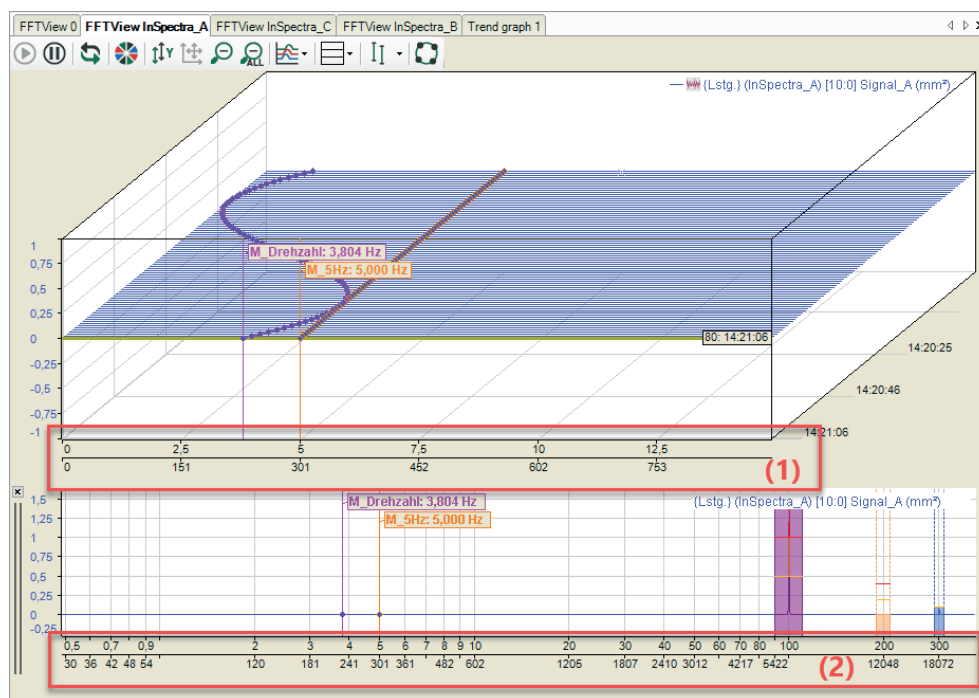 FFTView 0 FFTView InSpectra_A FFTView InSpectra_C FFTView InSpectra_B Trend graph 1
Y ALL
{Lstg.} (InSpectra_A) [10:0] Signal_A (mm²)
1
0,75
0,5
0,25
0
-0,25
-0,5
-0,75
-1
M_Drehzahl: 3,804 Hz
M_5Hz: 5,000 Hz
80: 14:21:06
14:20:25
14:20:46
14:21:06
0 2,5 5 7,5 10 12,5
0 151 301 452 602 753
(1)
1,5
1,25
1
0,75
0,5
0,25
0
-0,25
M_Drehzahl: 3,804 Hz
M_5Hz: 5,000 Hz
{Lstg.} (InSpectra_A) [10:0] Signal_A (mm²)
0,5 0,7 0,9 2 3 4 5 6 7 8 9 10 20 30 40 50 60 70 80 100 200 300
30 36 42 48 54 120 181 241 301 361 482 602 1205 1807 2410 3012 4217 5422 12048 18072
(2)